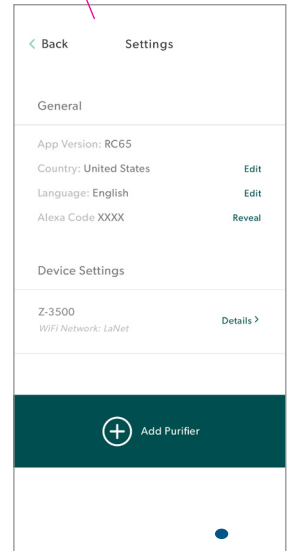 Back Settings
General
App Version: RC65
Country: United States Edit
Language: English Edit
Alexa Code XXXX Reveal
Device Settings
Z-3500
WiFi Network: LaNet Details >
Add Purifier